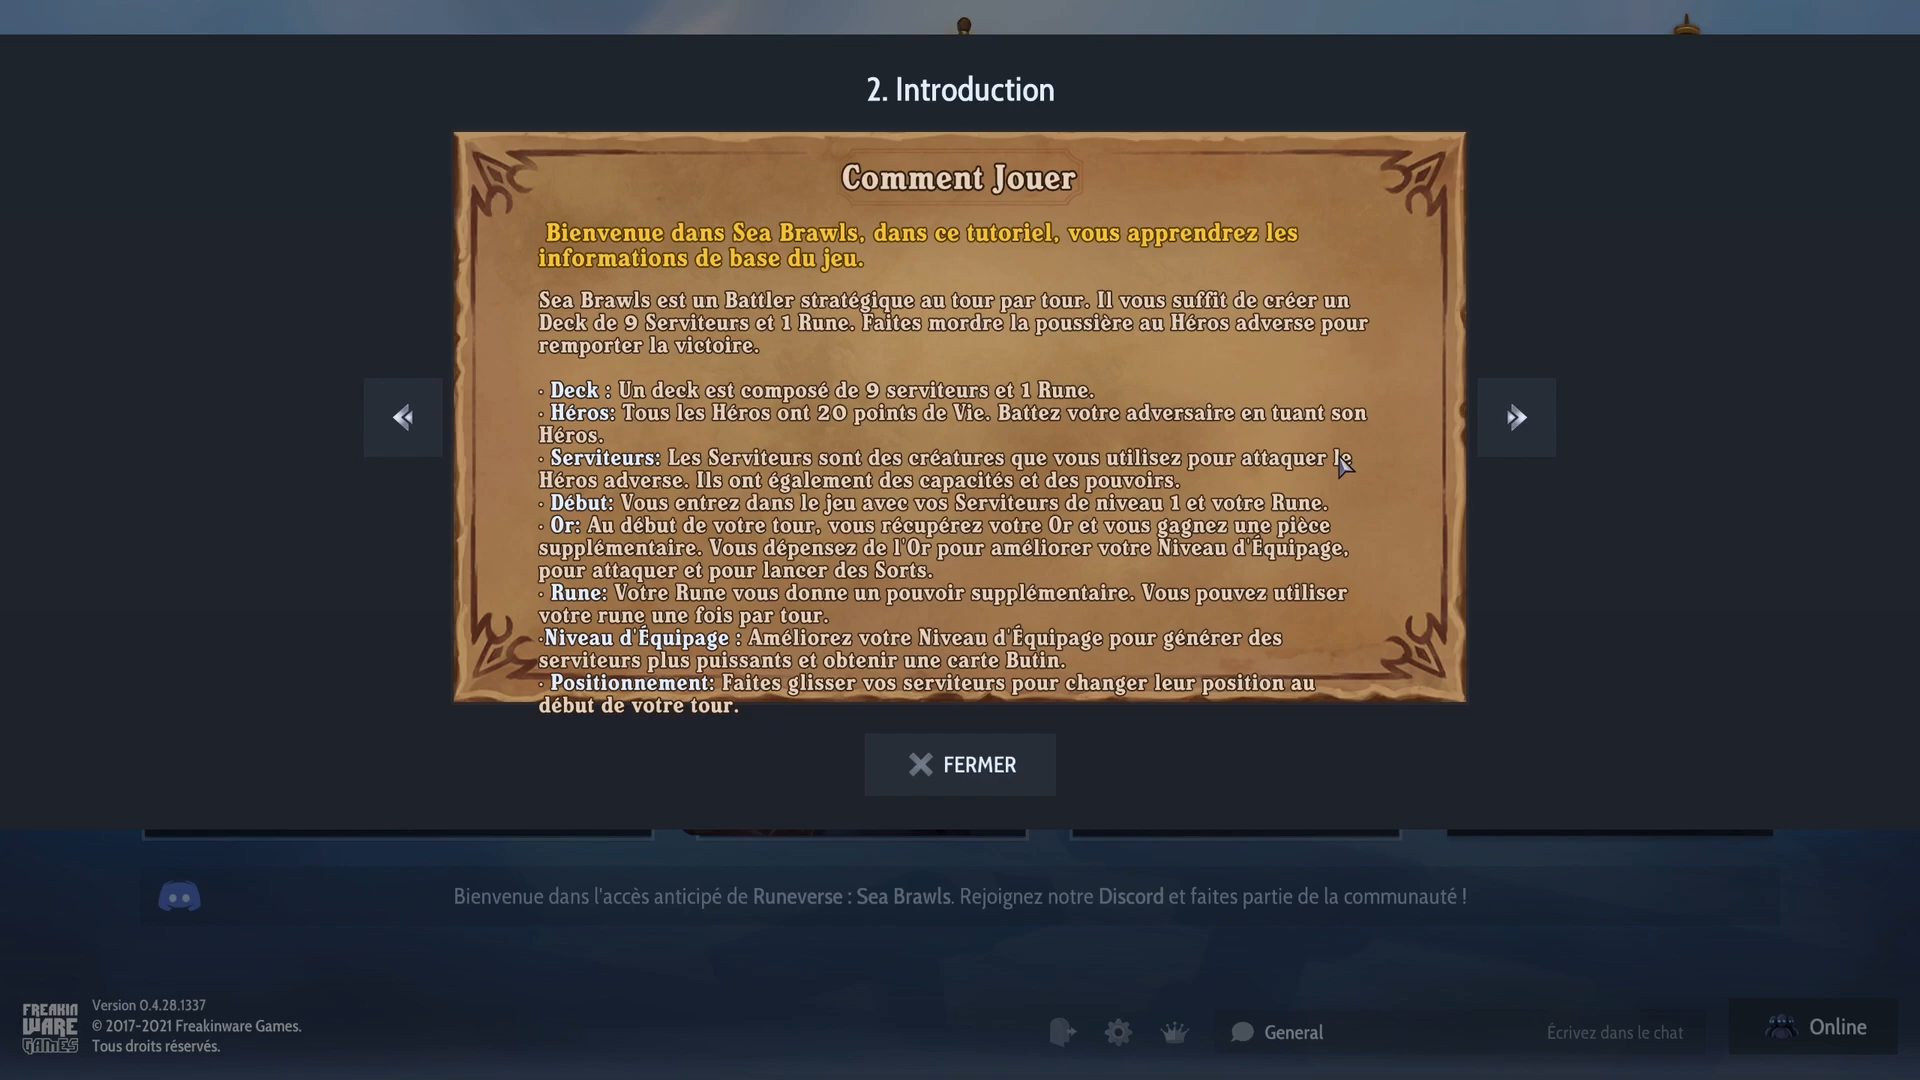 2. Introduction
Comment Jouer
Bienvenue dans Sea Brawls, dans ce tutoriel, vous apprendrez les
informations de base du jeu.
Sea Brawls est un Battler stratégique au tour par tour. Il vous suffit de créer un
Deck de 9 Serviteurs et 1 Rune. Faites mordre la poussière au Héros adverse pour
remporter la victoire.
· Deck : Un deck est composé de 9 serviteurs et 1 Rune.
· Héros: Tous les Héros ont 20 points de Vie. Battez votre adversaire en tuant son
Héros.
· Serviteurs: Les Serviteurs sont des créatures que vous utilisez pour attaquer le
Héros adverse. Ils ont également des capacités et des pouvoirs.
· Début: Vous entrez dans le jeu avec vos Serviteurs de niveau 1 et votre Rune.
· Or: Au début de votre tour, vous récupérez votre Or et vous gagnez une pièce
supplémentaire. Vous dépensez de l'Or pour améliorer votre Niveau d'Équipage,
pour attaquer et pour lancer des Sorts.
· Rune: Votre Rune vous donne un pouvoir supplémentaire. Vous pouvez utiliser
votre rune une fois par tour.
·Niveau d'Équipage : Améliorez votre Niveau d'Équipage pour générer des
serviteurs plus puissants et obtenir une carte Butin.
· Positionnement: Faites glisser vos serviteurs pour changer leur position au
début de votre tour.
FERMER
Bienvenue dans l'accès anticipé de Runeverse : Sea Brawls. Rejoignez notre Discord et faites partie de la communauté !
FREAKIN
WARE
GAMES
Version 0.4.28.1337
© 2017-2021 Freakinware Games.
Tous droits réservés.
General
Écrivez dans le chat
Online